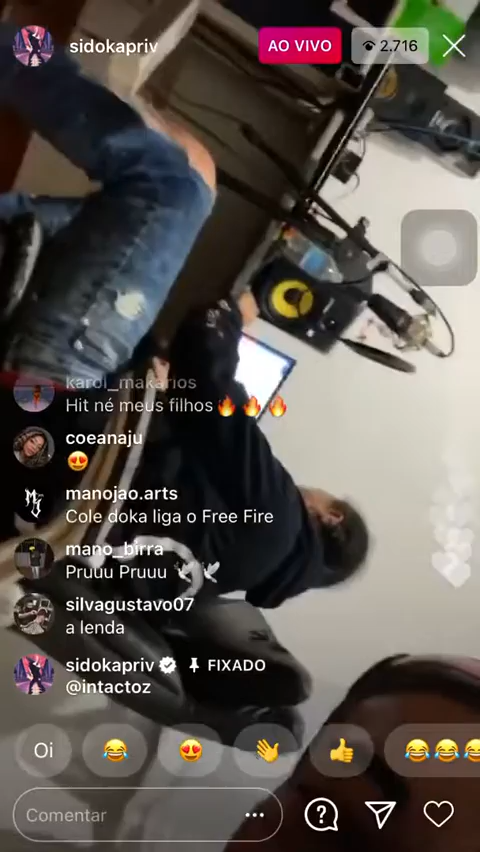 sidokapriv
AO VIVO
2.716
karol_makarios
Hit né meus filhos🔥🔥🔥
coeanaju
😍
manojao.arts
Cole doka liga o Free Fire
mano_birra
Pruuu Pruuu 🕊️🕊️
silvagustavo07
a lenda
sidokapriv FIXADO
@intactoz
Oi 😂 😍 👋 👍 😂😂😂
Comentar